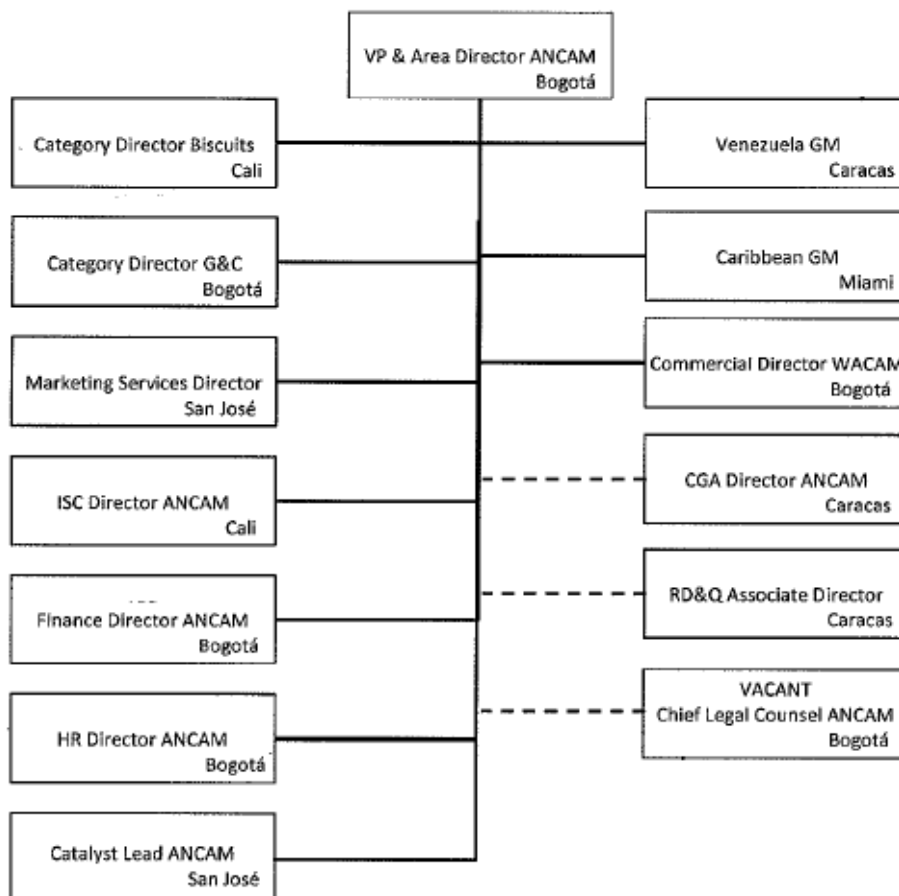 VP & Area Director ANCAM
Bogotá
Category Director Biscuits
Cali
Category Director G&C
Bogotá
Marketing Services Director
San José
ISC Director ANCAM
Cali
Finance Director ANCAM
Bogotá
HR Director ANCAM
Bogotá
Catalyst Lead ANCAM
San José
Venezuela GM
Caracas
Caribbean GM
Miami
Commercial Director WACAM
Bogotá
CGA Director ANCAM
Caracas
RD&Q Associate Director
Caracas
VACANT
Chief Legal Counsel ANCAM
Bogotá